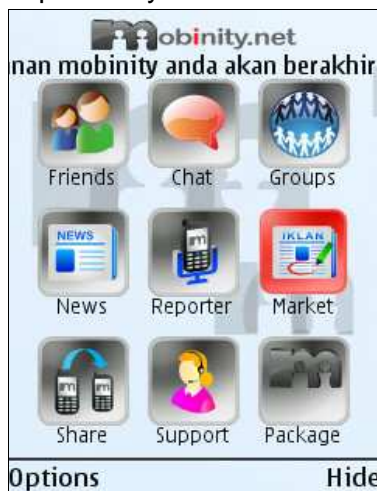 mobinity.net
nan mobinity anda akan berakhir
Friends Chat Groups
NEWS IKLAN
News Reporter Market
Share Support Package
Options Hide